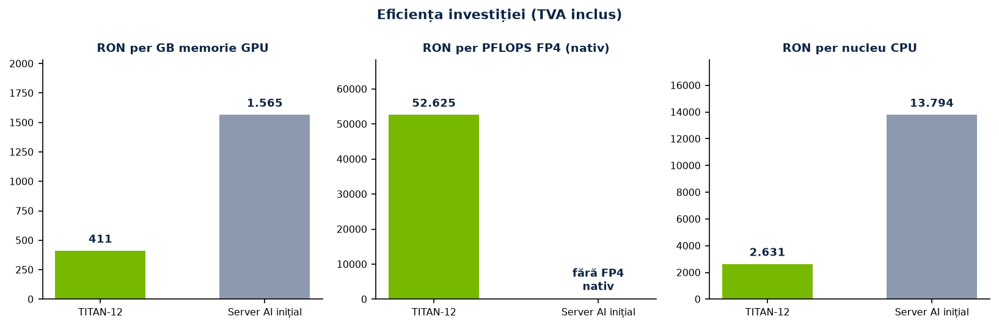 Eficiența investiției (TVA inclus)
RON per GB memorie GPU
2000
1750
1500
1250
1000
750
500
250
0
411
1.565
TITAN-12
Server AI inițial
RON per PFLOPS FP4 (nativ)
60000
50000
40000
30000
20000
10000
0
52.625
fără FP4
nativ
TITAN-12
Server AI inițial
RON per nucleu CPU
16000
14000
12000
10000
8000
6000
4000
2000
0
2.631
13.794
TITAN-12
Server AI inițial